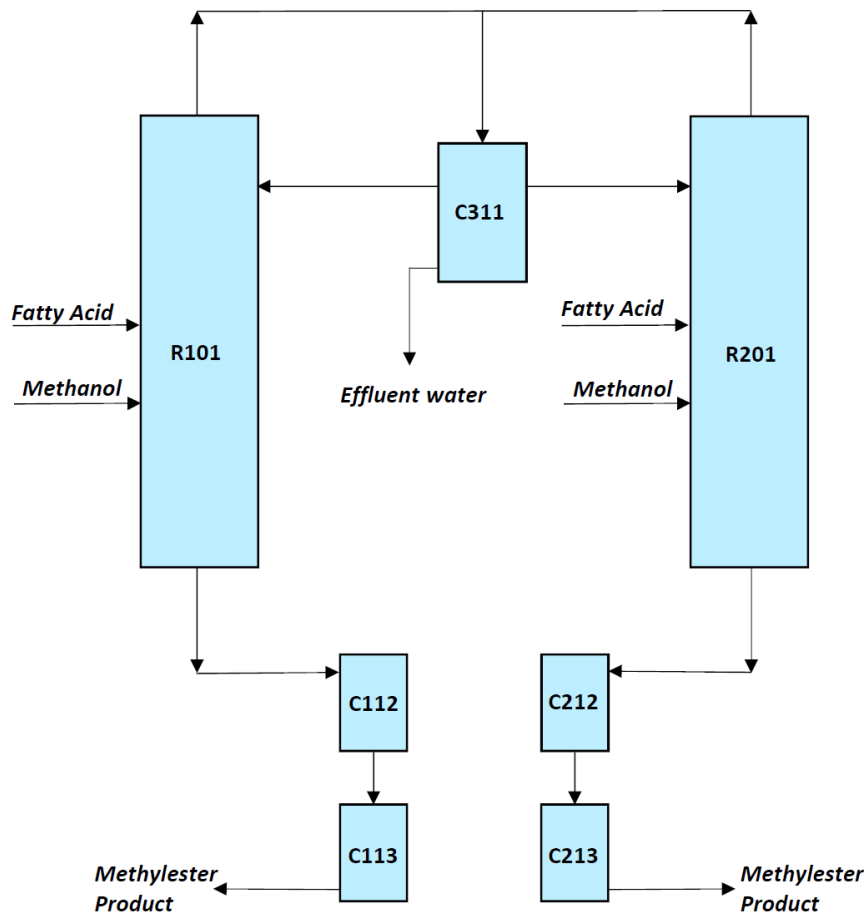 C311
Fatty Acid
R101
Methanol
Effluent water
Fatty Acid
R201
Methanol
C112
C212
C113
C213
Methylester
Product
Methylester
Product